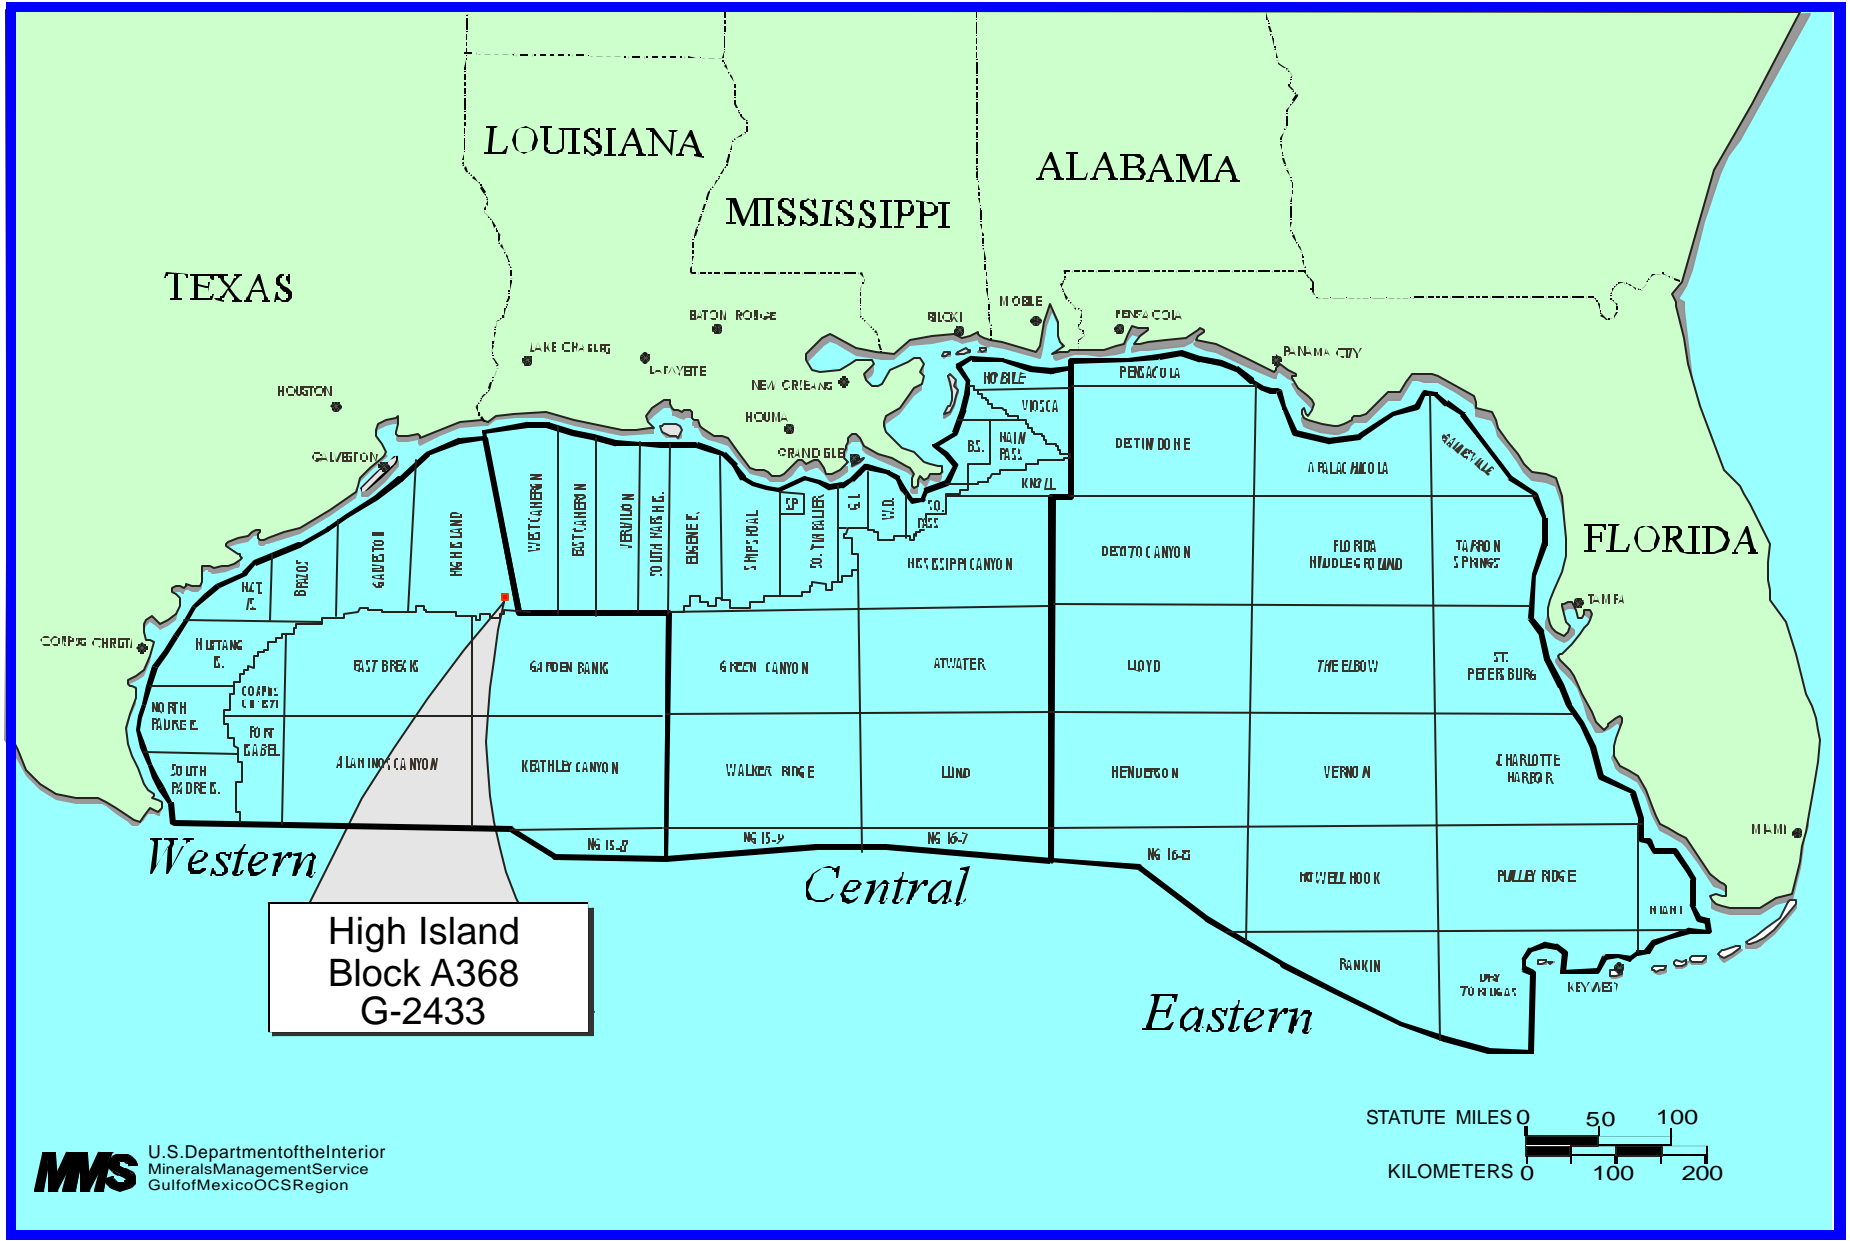 LOUISIANA
ALABAMA
MISSISSIPPI
TEXAS
MOBILE
BATON ROUGE
BILOXI
PENSACOLA
LAKE CHARLES
PANAMA CITY
LAFAYETTE
NEW ORLEANS
HOUSTON
HOUMA
GRAND ISLE
GALVESTON
MOBILE
PENSACOLA
VIOSCA
KNOLL
B.S.
MAIN
PASS
DESTIN DOME
APALACHICOLA
GAINESVILLE
FLORIDA
WEST CAMERON
EAST CAMERON
VERMILION
SOUTH MARSH IS.
EUGENE IS.
SHIP SHOAL
S.P.
SO. TIMBALIER
G.I.
W.D.
SO.
PASS
HIGH ISLAND
GALVESTON
BRAZOS
MAT.
IS.
MISSISSIPPI CANYON
DESOTO CANYON
FLORIDA
MIDDLE GROUND
TARPON
SPRINGS
TAMPA
CORPUS CHRISTI
MUSTANG
IS.
EAST BREAKS
GARDEN BANKS
GREEN CANYON
ATWATER
LLOYD
THE ELBOW
ST.
PETERSBURG
CORPUS
CHRISTI
NORTH
PADRE IS.
PORT
ISABEL
SOUTH
PADRE IS.
ALAMINOS CANYON
KEATHLEY CANYON
WALKER RIDGE
LUND
HENDERSON
VERNON
CHARLOTTE
HARBOR
MIAMI
NG 15-8
NG 15-9
NG 16-7
NG 16-8
HOWELL HOOK
PULLEY RIDGE
MIAMI
RANKIN
DRY
TORTUGAS
KEY WEST
Western
Central
Eastern
High Island
Block A368
G-2433
STATUTE MILES 0 50 100
KILOMETERS 0 100 200
MMS
U.S.DepartmentoftheInterior
MineralsManagementService
GulfofMexicoOCSRegion